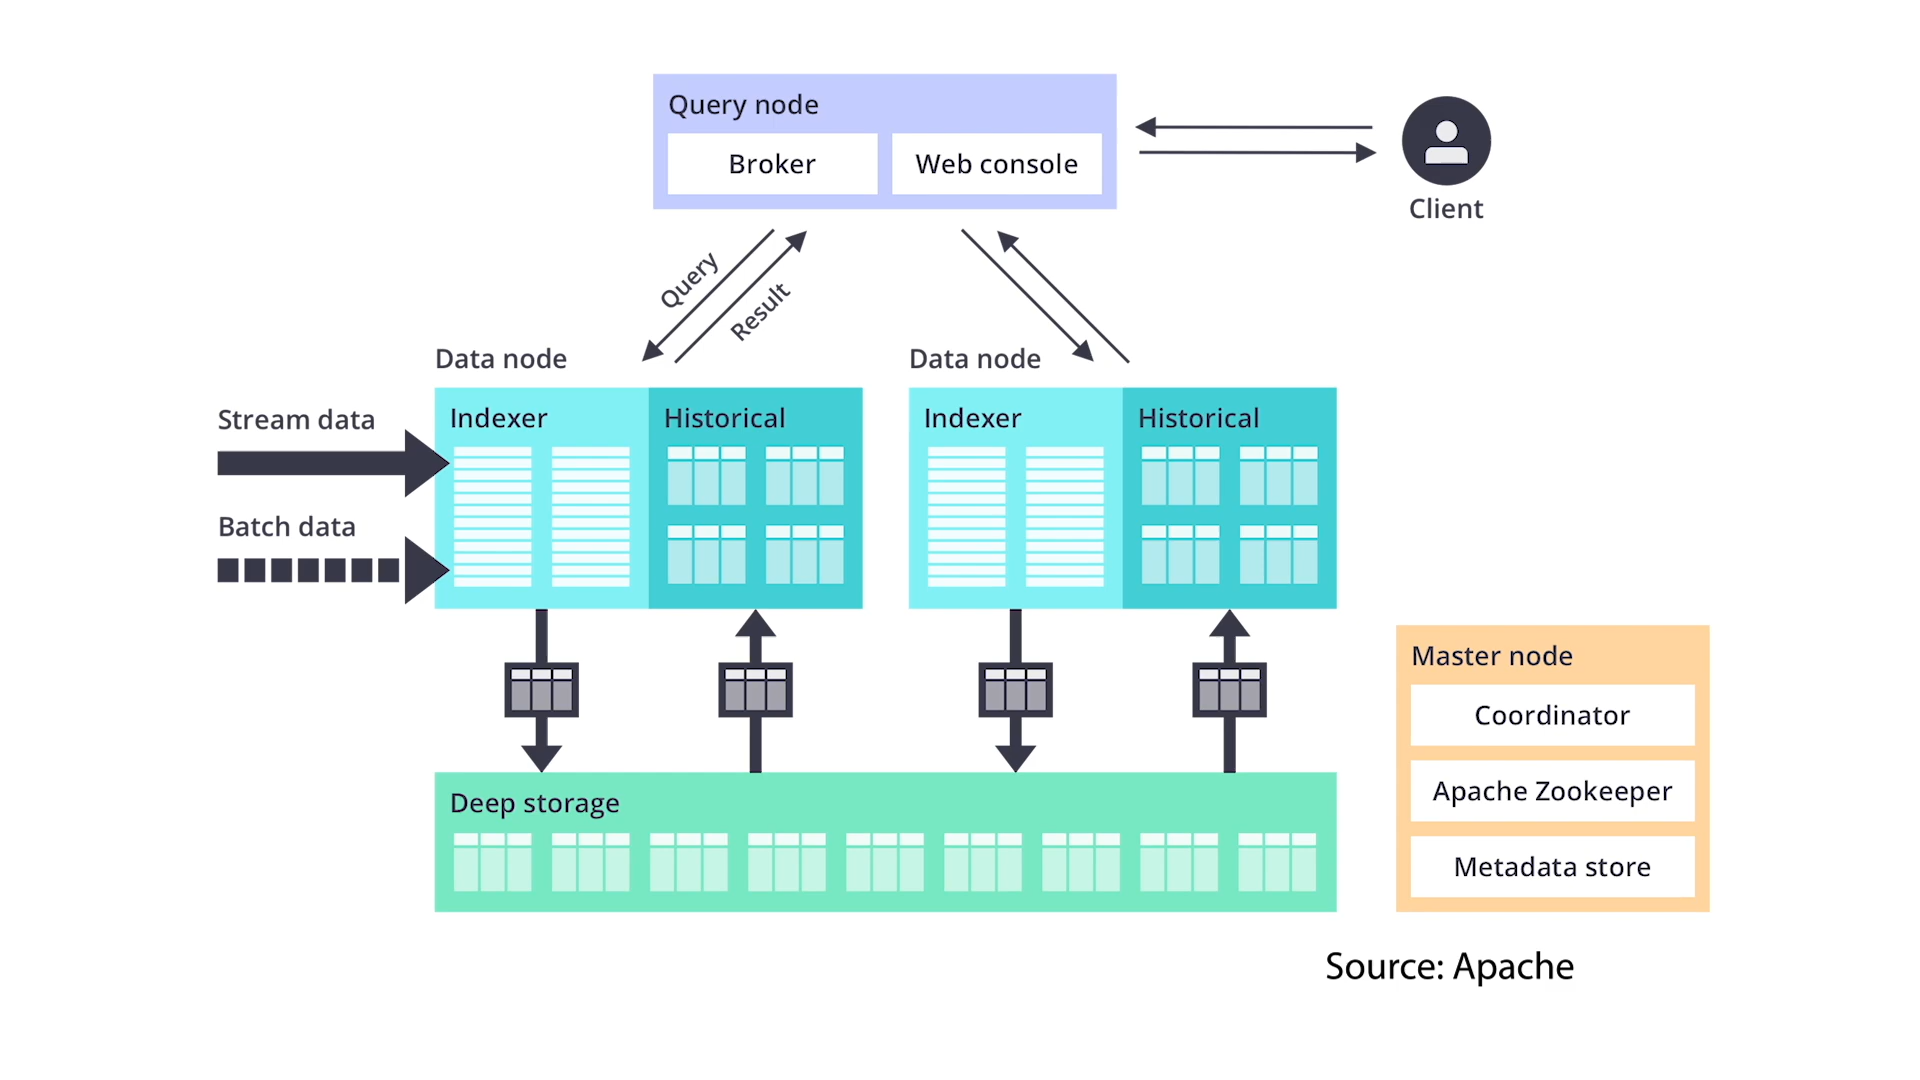 Query node
Broker
Web console
Client
Query
Result
Data node
Data node
Stream data
Indexer
Historical
Indexer
Historical
Batch data
Master node
Coordinator
Apache Zookeeper
Metadata store
Deep storage
Source: Apache